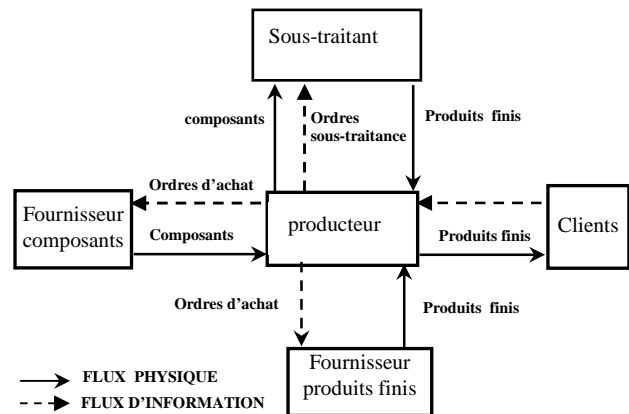 Sous-traitant
composants
Ordres
sous-traitance
Produits finis
Ordres d'achat
Fournisseur
composants
Composants
producteur
Produits finis
Clients
Ordres d'achat
Produits finis
Fournisseur
produits finis
FLUX PHYSIQUE
FLUX D'INFORMATION